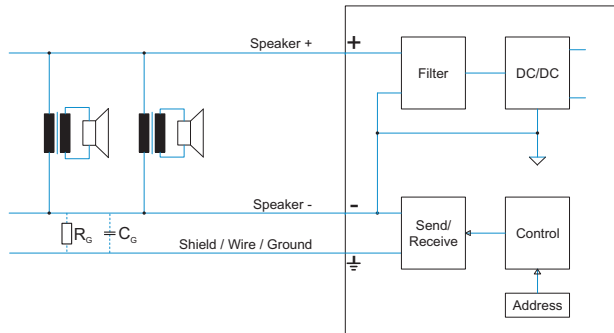 Speaker +
+
Filter
DC/DC
Speaker -
-
R_G
C_G
Shield / Wire / Ground
Send/
Receive
Control
Address